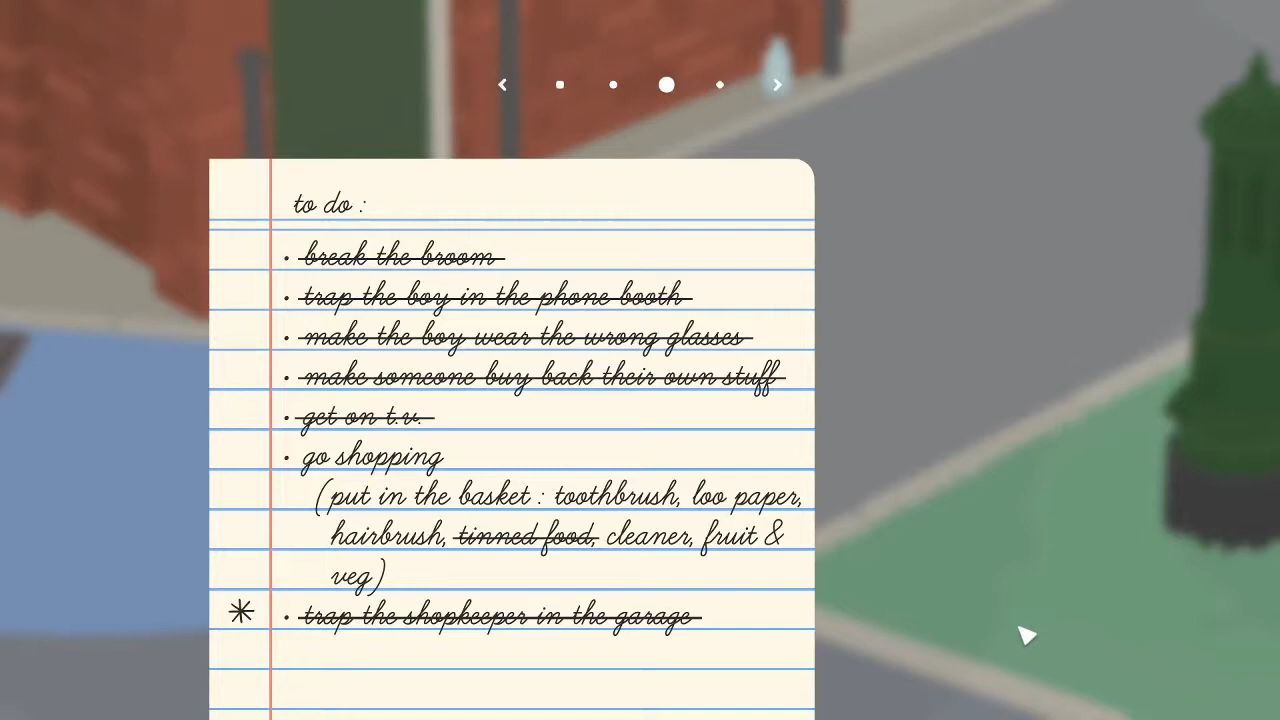 to do :
• break the broom
• trap the boy in the phone booth
• make the boy wear the wrong glasses
• make someone buy back their own stuff
• get on t.v.
• go shopping
(put in the basket : toothbrush, loo paper,
hairbrush, tinned food, cleaner, fruit &
veg)
• trap the shopkeeper in the garage